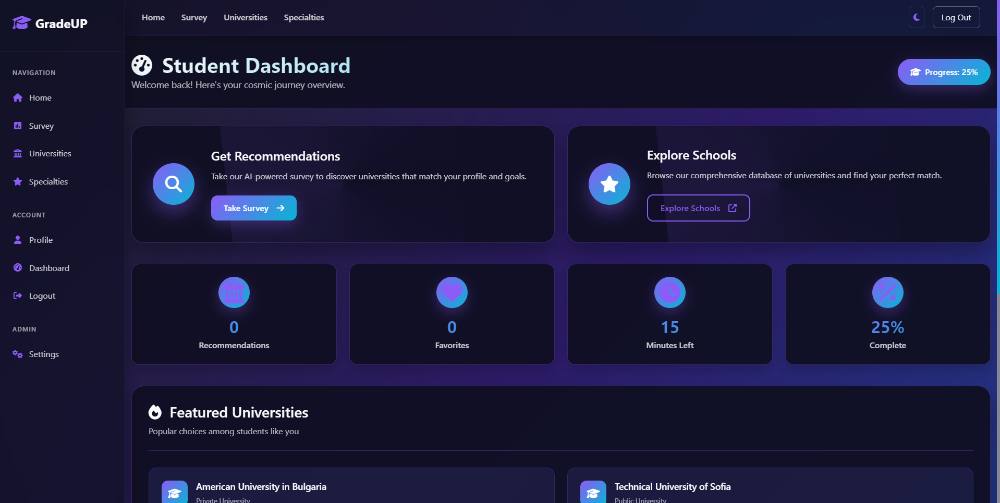 GradeUP
NAVIGATION
Home
Survey
Universities
Specialties
ACCOUNT
Profile
Dashboard
Logout
ADMIN
Settings
Home Survey Universities Specialties
Log Out
Student Dashboard
Welcome back! Here's your cosmic journey overview.
Progress: 25%
Get Recommendations
Take our AI-powered survey to discover universities that match your profile and goals.
Take Survey
Explore Schools
Browse our comprehensive database of universities and find your perfect match.
Explore Schools
0
Recommendations
0
Favorites
15
Minutes Left
25%
Complete
Featured Universities
Popular choices among students like you
American University in Bulgaria
Private University
Technical University of Sofia
Public University